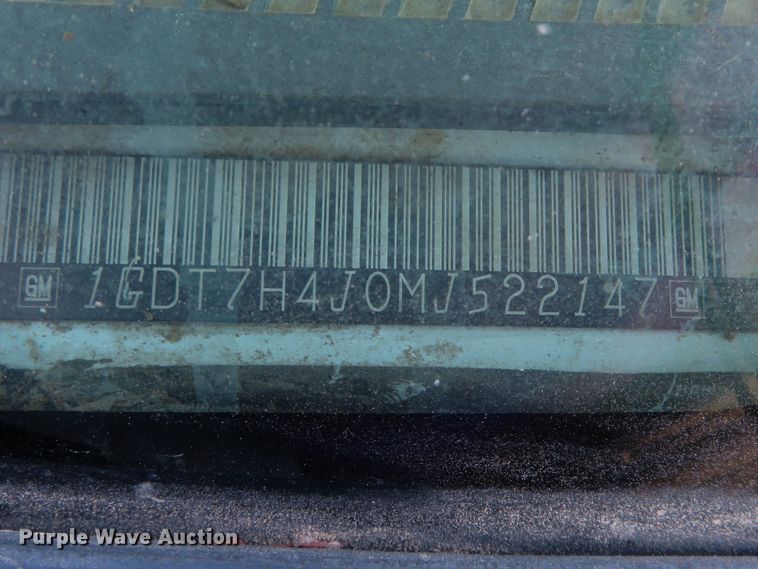 GM 1GDT7H4J0MJ522147 GM
Purple Wave Auction